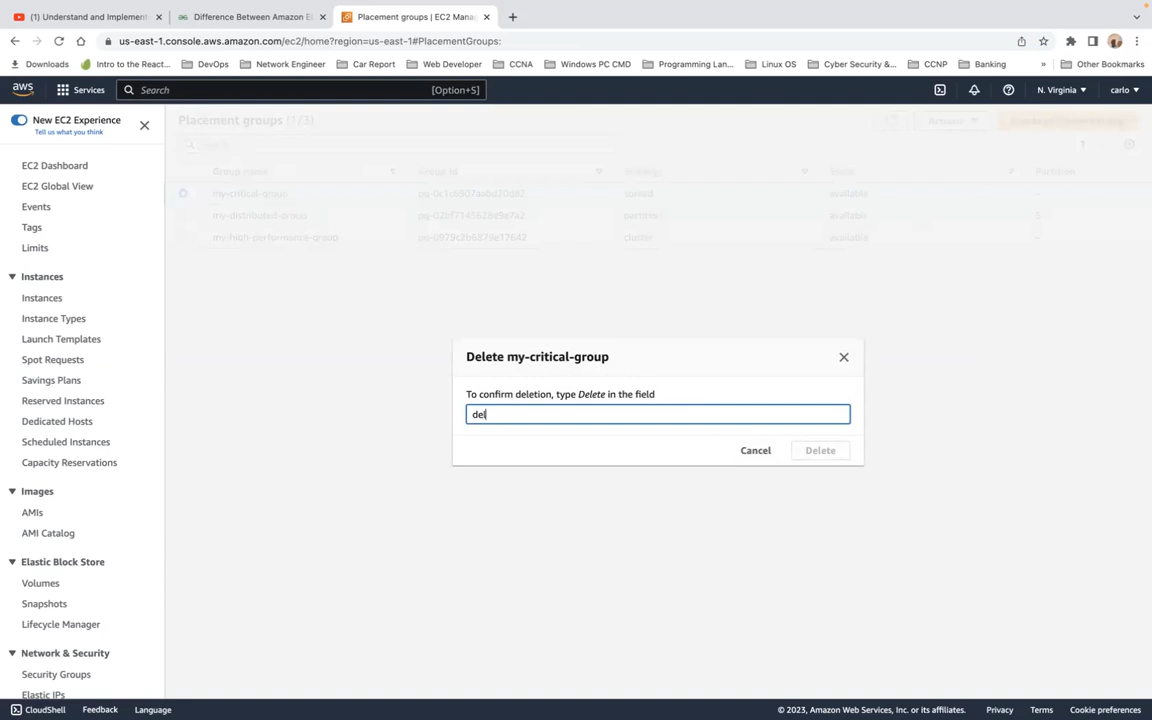 (1) Understand and Implement
Difference Between Amazon E
Placement groups | EC2 Mana
us-east-1.console.aws.amazon.com/ec2/home?region=us-east-1#PlacementGroups:
Downloads Intro to the React... DevOps Network Engineer Car Report Web Developer CCNA Windows PC CMD Programming Lan... Linux OS Cyber Security &... CCNP Banking » Other Bookmarks
aws Services Search [Option+S] N. Virginia carlo
New EC2 Experience
Tell us what you think
Placement groups (1/3) Actions
Search 1
Group name Group Id Strategy State Partition
my-critical-group spread available -
my-distributed-group partition available 5
my-high-performance-group pg-0979c2b6879e17642 cluster available -
EC2 Dashboard
EC2 Global View
Events
Tags
Limits
Instances
Instances
Instance Types
Launch Templates
Spot Requests
Savings Plans
Reserved Instances
Dedicated Hosts
Scheduled Instances
Capacity Reservations
Images
AMIs
AMI Catalog
Elastic Block Store
Volumes
Snapshots
Lifecycle Manager
Network & Security
Security Groups
Elastic IPs
Delete my-critical-group
To confirm deletion, type Delete in the field
del
Cancel Delete
CloudShell Feedback Language © 2023, Amazon Web Services, Inc. or its affiliates. Privacy Terms Cookie preferences